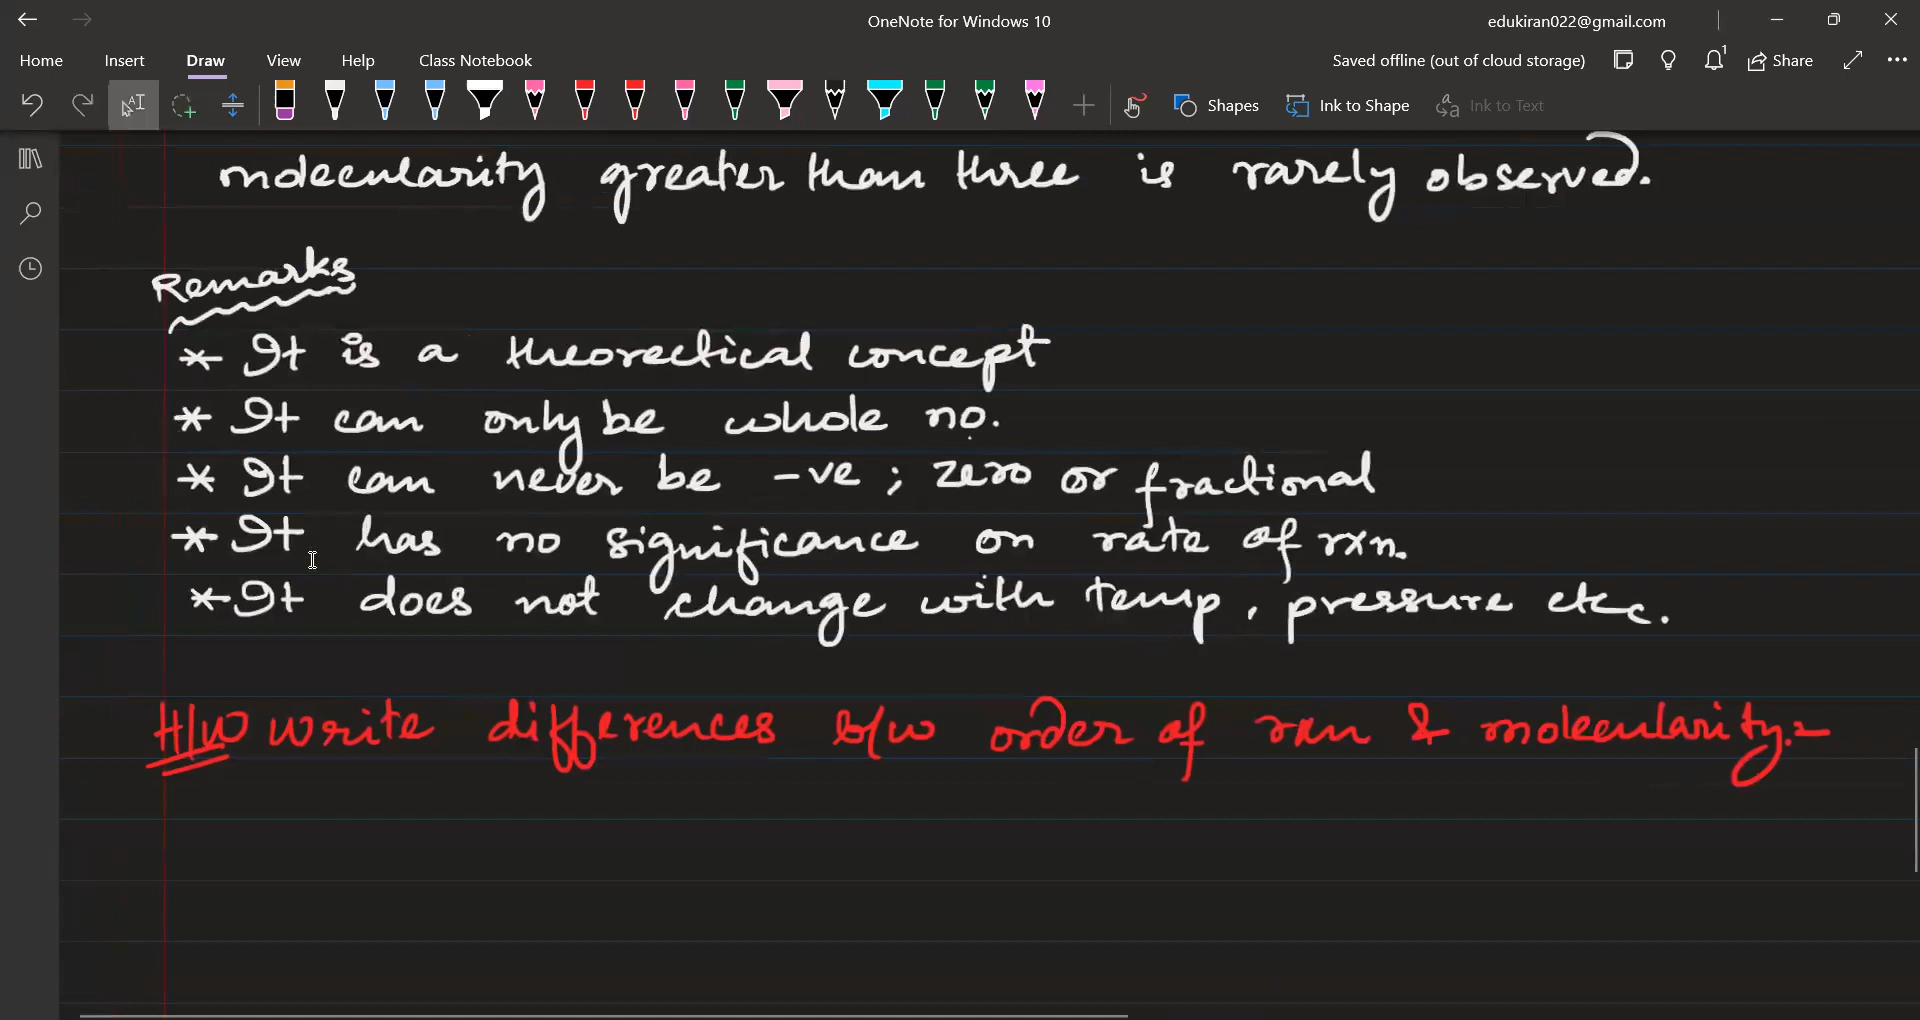 OneNote for Windows 10
edukiran022@gmail.com
Home Insert Draw View Help Class Notebook
Saved offline (out of cloud storage)
1
Share
Shapes
Ink to Shape
Ink to Text
molecularity greater than three is rarely observed.
Remarks
* It is a theorectical concept
* It can only be whole no.
* It can never be -ve ; zero or fractional
* It has no significance on rate of rxn.
* It does not change with temp, pressure etc.
H/W write differences b/w order of rxn & molecularity.=